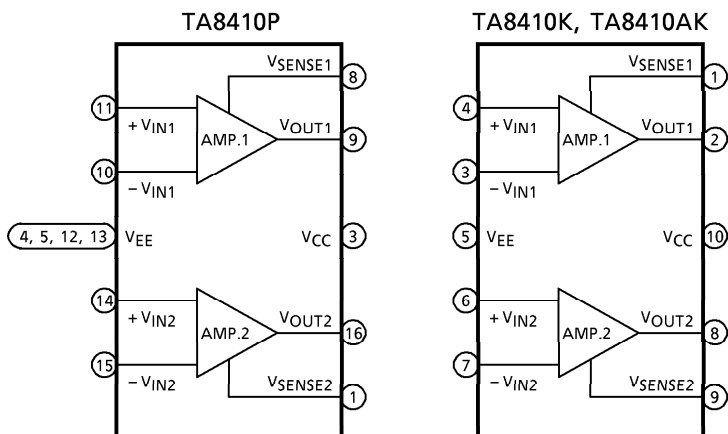 TA8410P
VSENSE1
8
11
+ VIN1
AMP.1
VOUT1
9
10
– VIN1
4, 5, 12, 13
VEE
VCC
3
14
+ VIN2
AMP.2
VOUT2
16
15
– VIN2
VSENSE2
1
TA8410K, TA8410AK
VSENSE1
1
4
+ VIN1
AMP.1
VOUT1
2
3
– VIN1
5
VEE
VCC
10
6
+ VIN2
AMP.2
VOUT2
8
7
– VIN2
VSENSE2
9